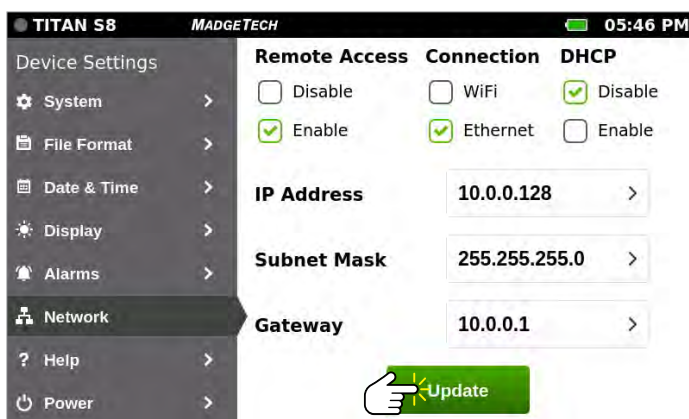 TITAN S8 MADGETECH 05:46 PM
Device Settings
System
File Format
Date & Time
Display
Alarms
Network
Help
Power
Remote Access Connection DHCP
Disable WiFi Disable
Enable Ethernet Enable
IP Address 10.0.0.128
Subnet Mask 255.255.255.0
Gateway 10.0.0.1
Update